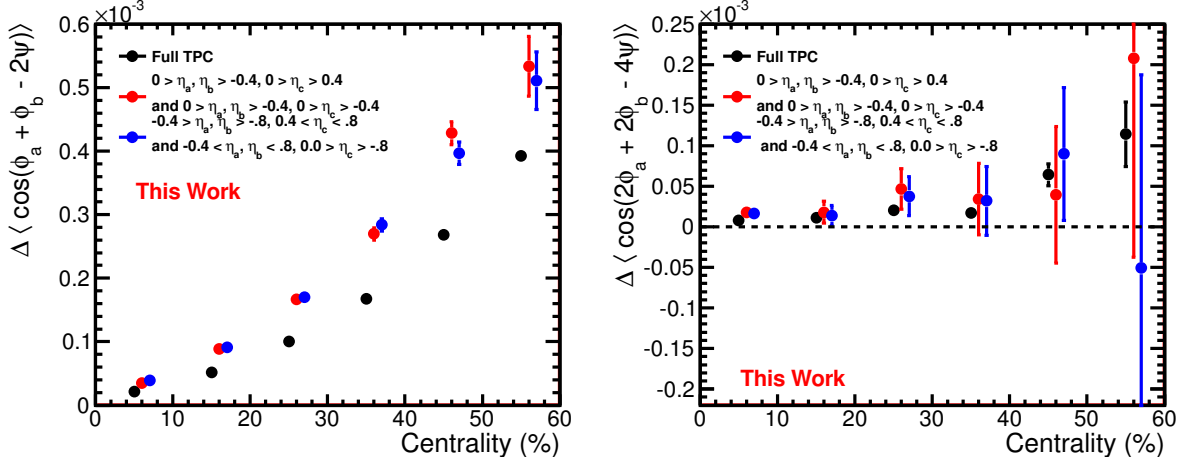 ×10⁻³
0.6
0.5
0.4
0.3
0.2
0.1
0
Δ ⟨ cos(ϕa + ϕb - 2ψ)⟩
Full TPC
0 > ηa, ηb > -0.4, 0 > ηc > 0.4
and 0 > ηa, ηb > -0.4, 0 > ηc > -0.4
-0.4 > ηa, ηb > -.8, 0.4 < ηc < .8
and -0.4 < ηa, ηb < .8, 0.0 > ηc > -.8
This Work
0 10 20 30 40 50 60
Centrality (%)
×10⁻³
0.25
0.2
0.15
0.1
0.05
0
-0.05
-0.1
-0.15
-0.2
Δ ⟨ cos(2ϕa + 2ϕb - 4ψ)⟩
Full TPC
0 > ηa, ηb > -0.4, 0 > ηc > 0.4
and 0 > ηa, ηb > -0.4, 0 > ηc > -0.4
-0.4 > ηa, ηb > -.8, 0.4 < ηc < .8
and -0.4 < ηa, ηb < .8, 0.0 > ηc > -.8
This Work
0 10 20 30 40 50 60
Centrality (%)